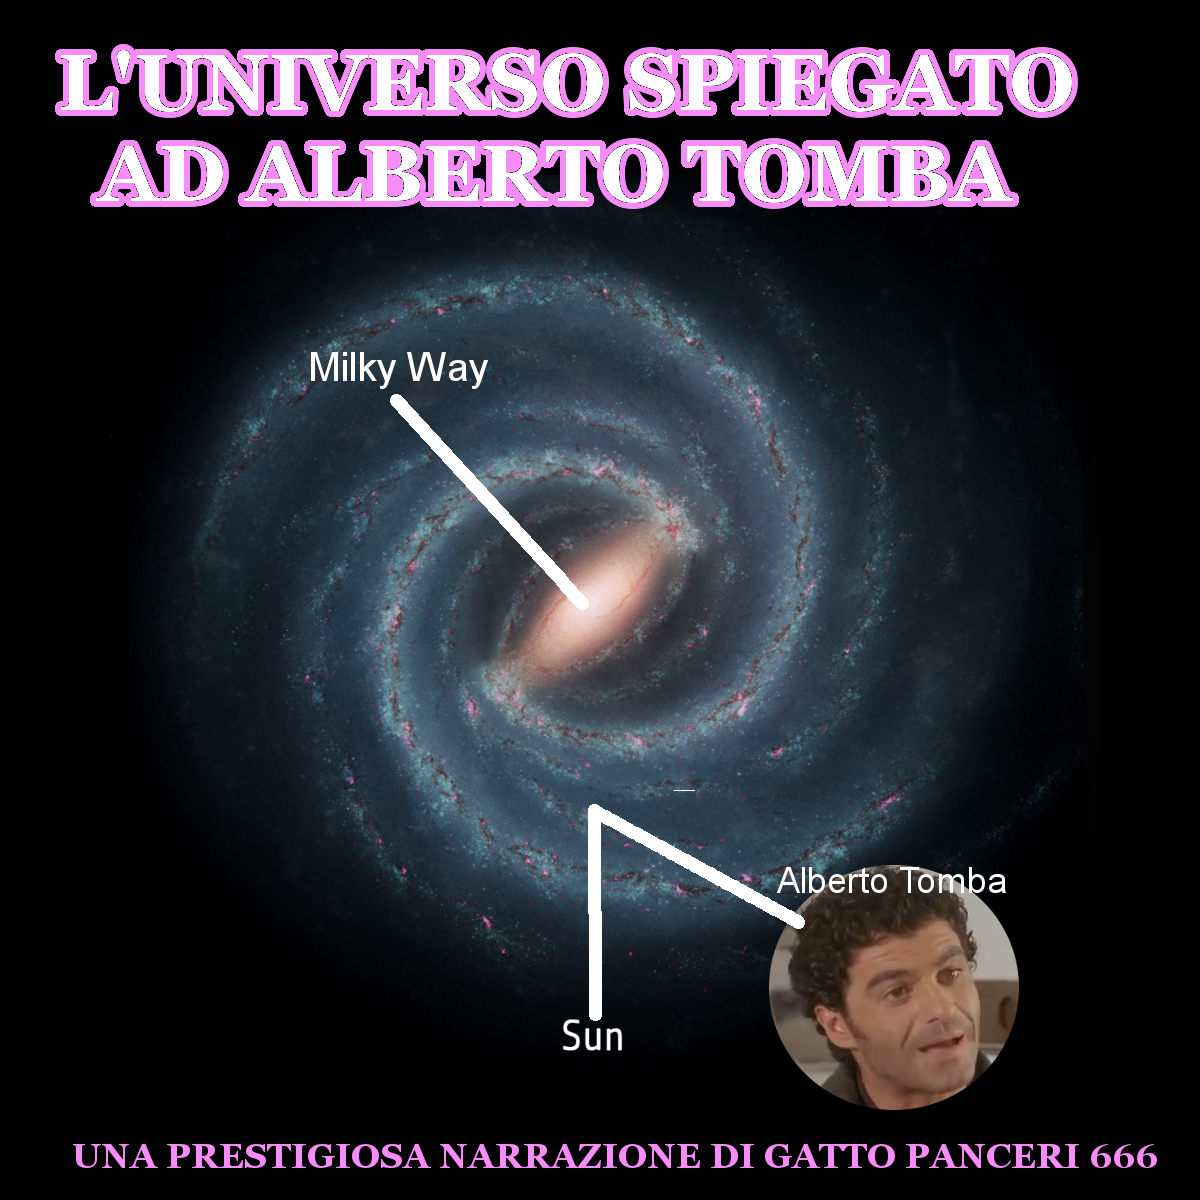 L'UNIVERSO SPIEGATO
AD ALBERTO TOMBA
Milky Way
Alberto Tomba
Sun
UNA PRESTIGIOSA NARRAZIONE DI GATTO PANCERI 666